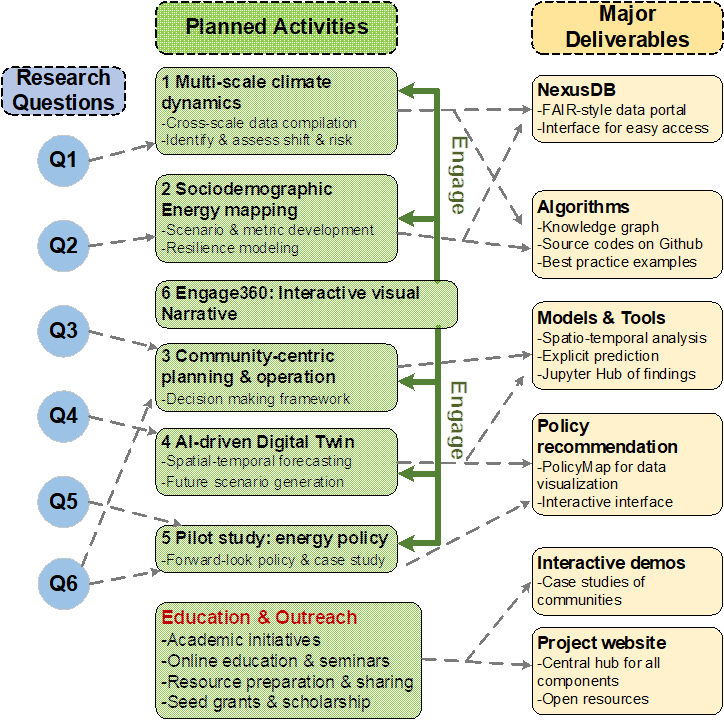 Research
Questions
Q1
Q2
Q3
Q4
Q5
Q6
Planned Activities
1 Multi-scale climate
dynamics
-Cross-scale data compilation
-Identify & assess shift & risk
2 Sociodemographic
Energy mapping
-Scenario & metric development
-Resilience modeling
6 Engage360: Interactive visual
Narrative
3 Community-centric
planning & operation
-Decision making framework
4 AI-driven Digital Twin
-Spatial-temporal forecasting
-Future scenario generation
5 Pilot study: energy policy
-Forward-look policy & case study
Education & Outreach
-Academic initiatives
-Online education & seminars
-Resource preparation & sharing
-Seed grants & scholarship
Engage
Engage
Major
Deliverables
NexusDB
-FAIR-style data portal
-Interface for easy access
Algorithms
-Knowledge graph
-Source codes on Github
-Best practice examples
Models & Tools
-Spatio-temporal analysis
-Explicit prediction
-Jupyter Hub of findings
Policy
recommendation
-PolicyMap for data
visualization
-Interactive interface
Interactive demos
-Case studies of
communities
Project website
-Central hub for all
components
-Open resources